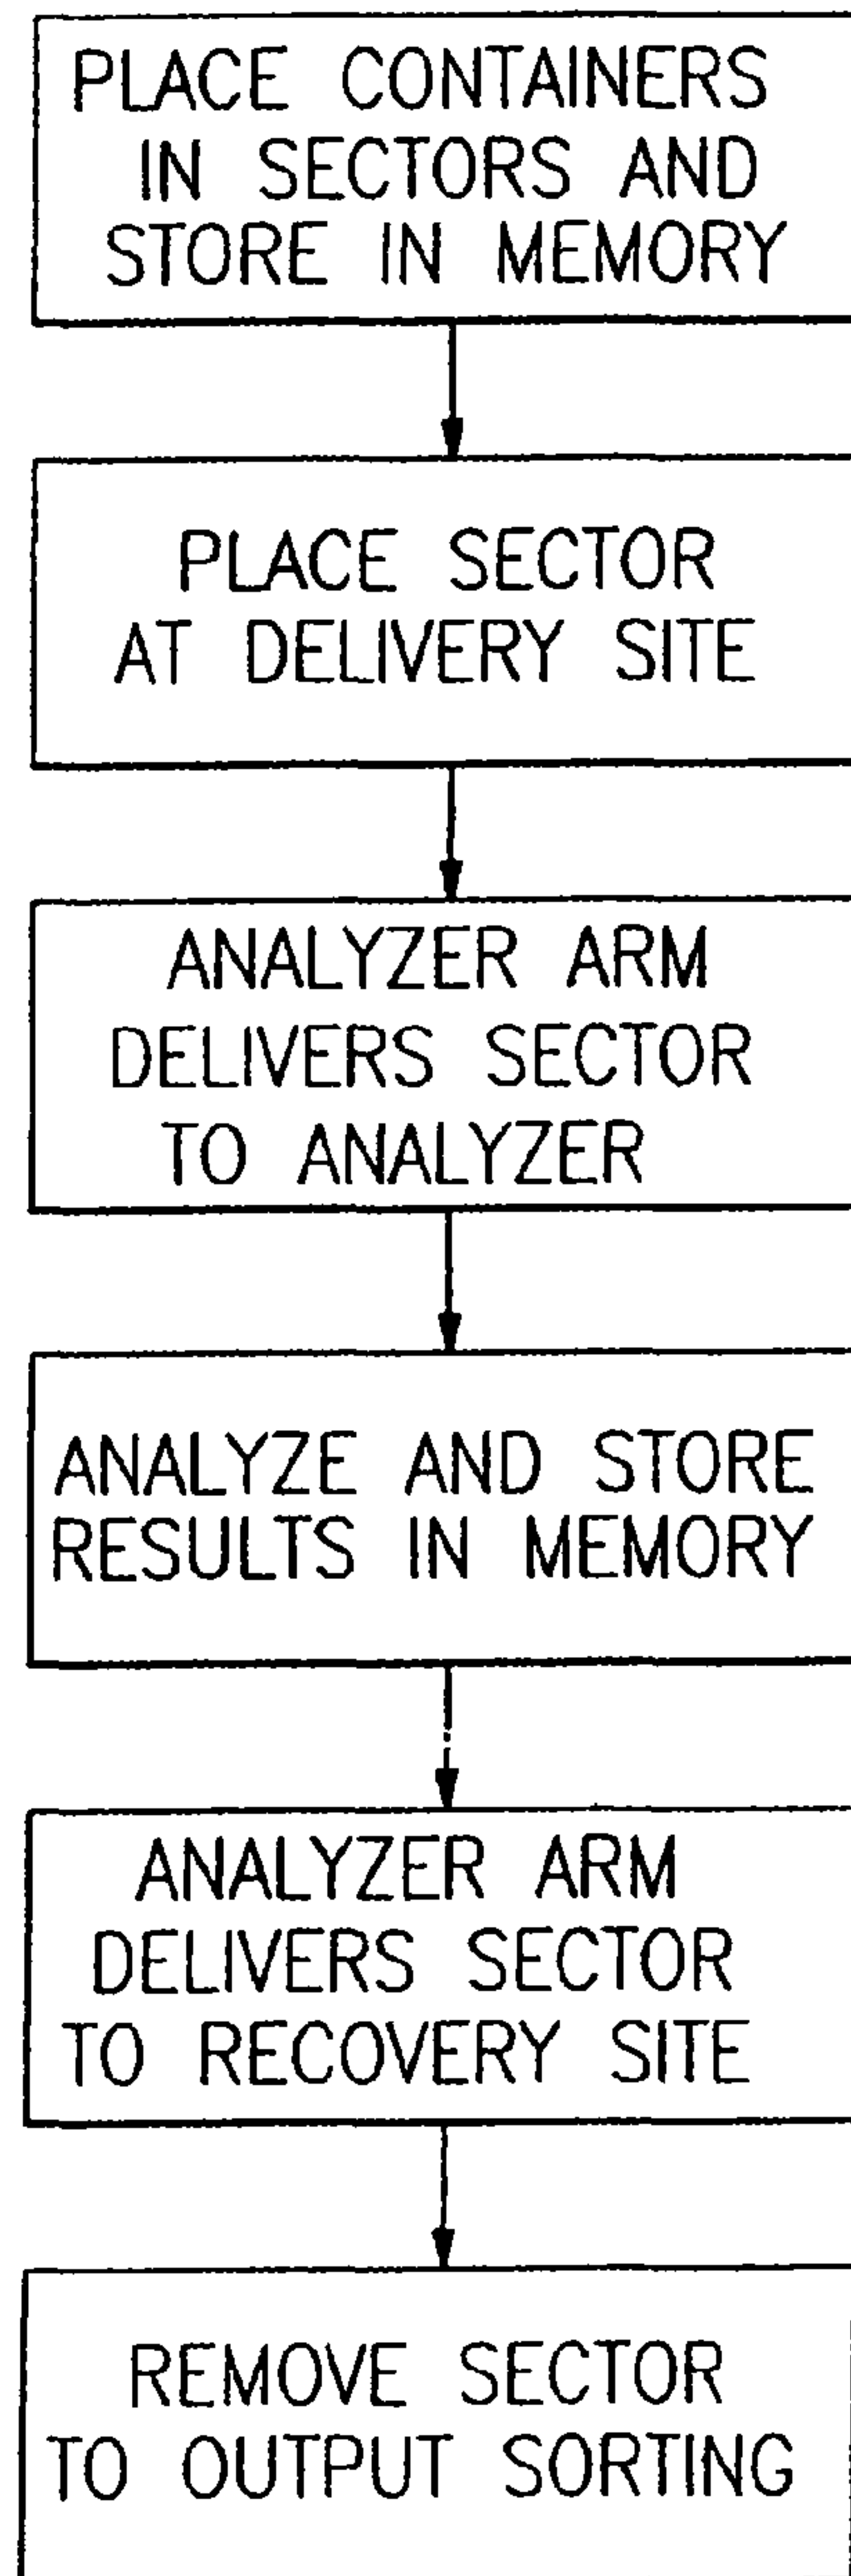 PLACE CONTAINERS
IN SECTORS AND
STORE IN MEMORY
PLACE SECTOR
AT DELIVERY SITE
ANALYZER ARM
DELIVERS SECTOR
TO ANALYZER
ANALYZE AND STORE
RESULTS IN MEMORY
ANALYZER ARM
DELIVERS SECTOR
TO RECOVERY SITE
REMOVE SECTOR
TO OUTPUT SORTING